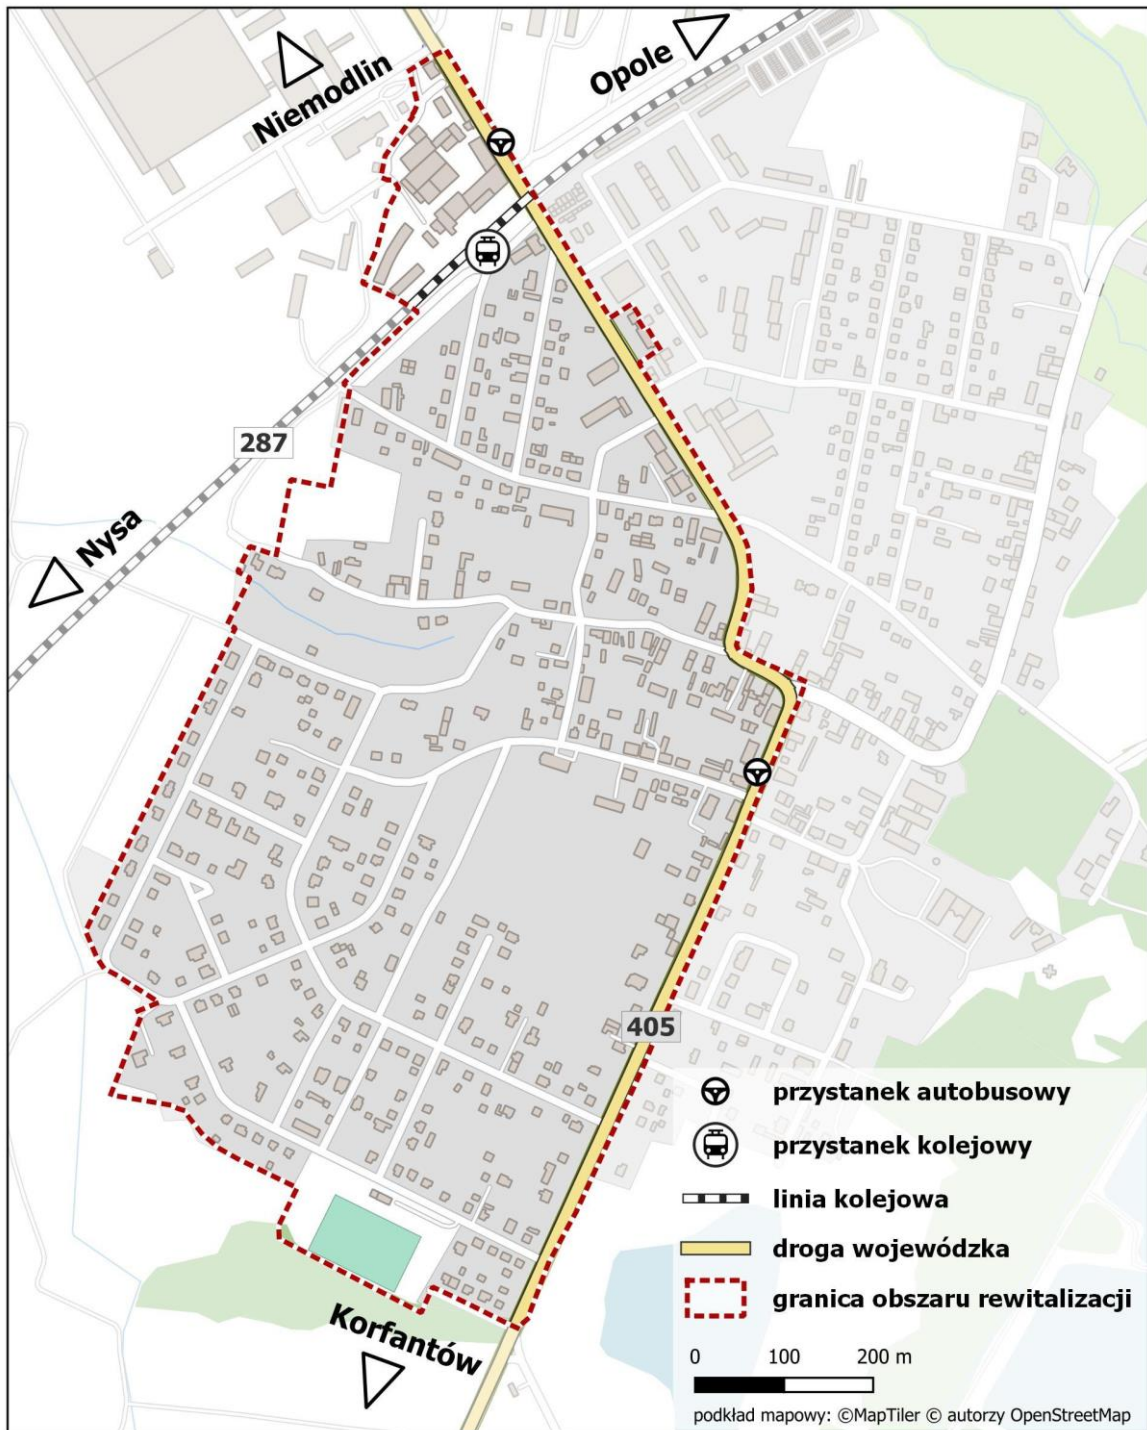 Niemodlin
Opole
287
Nysa
405
przystanek autobusowy
przystanek kolejowy
linia kolejowa
droga wojewódzka
granica obszaru rewitalizacji
Korfantów
0 100 200 m
podkład mapowy: ©MapTiler © autorzy OpenStreetMap